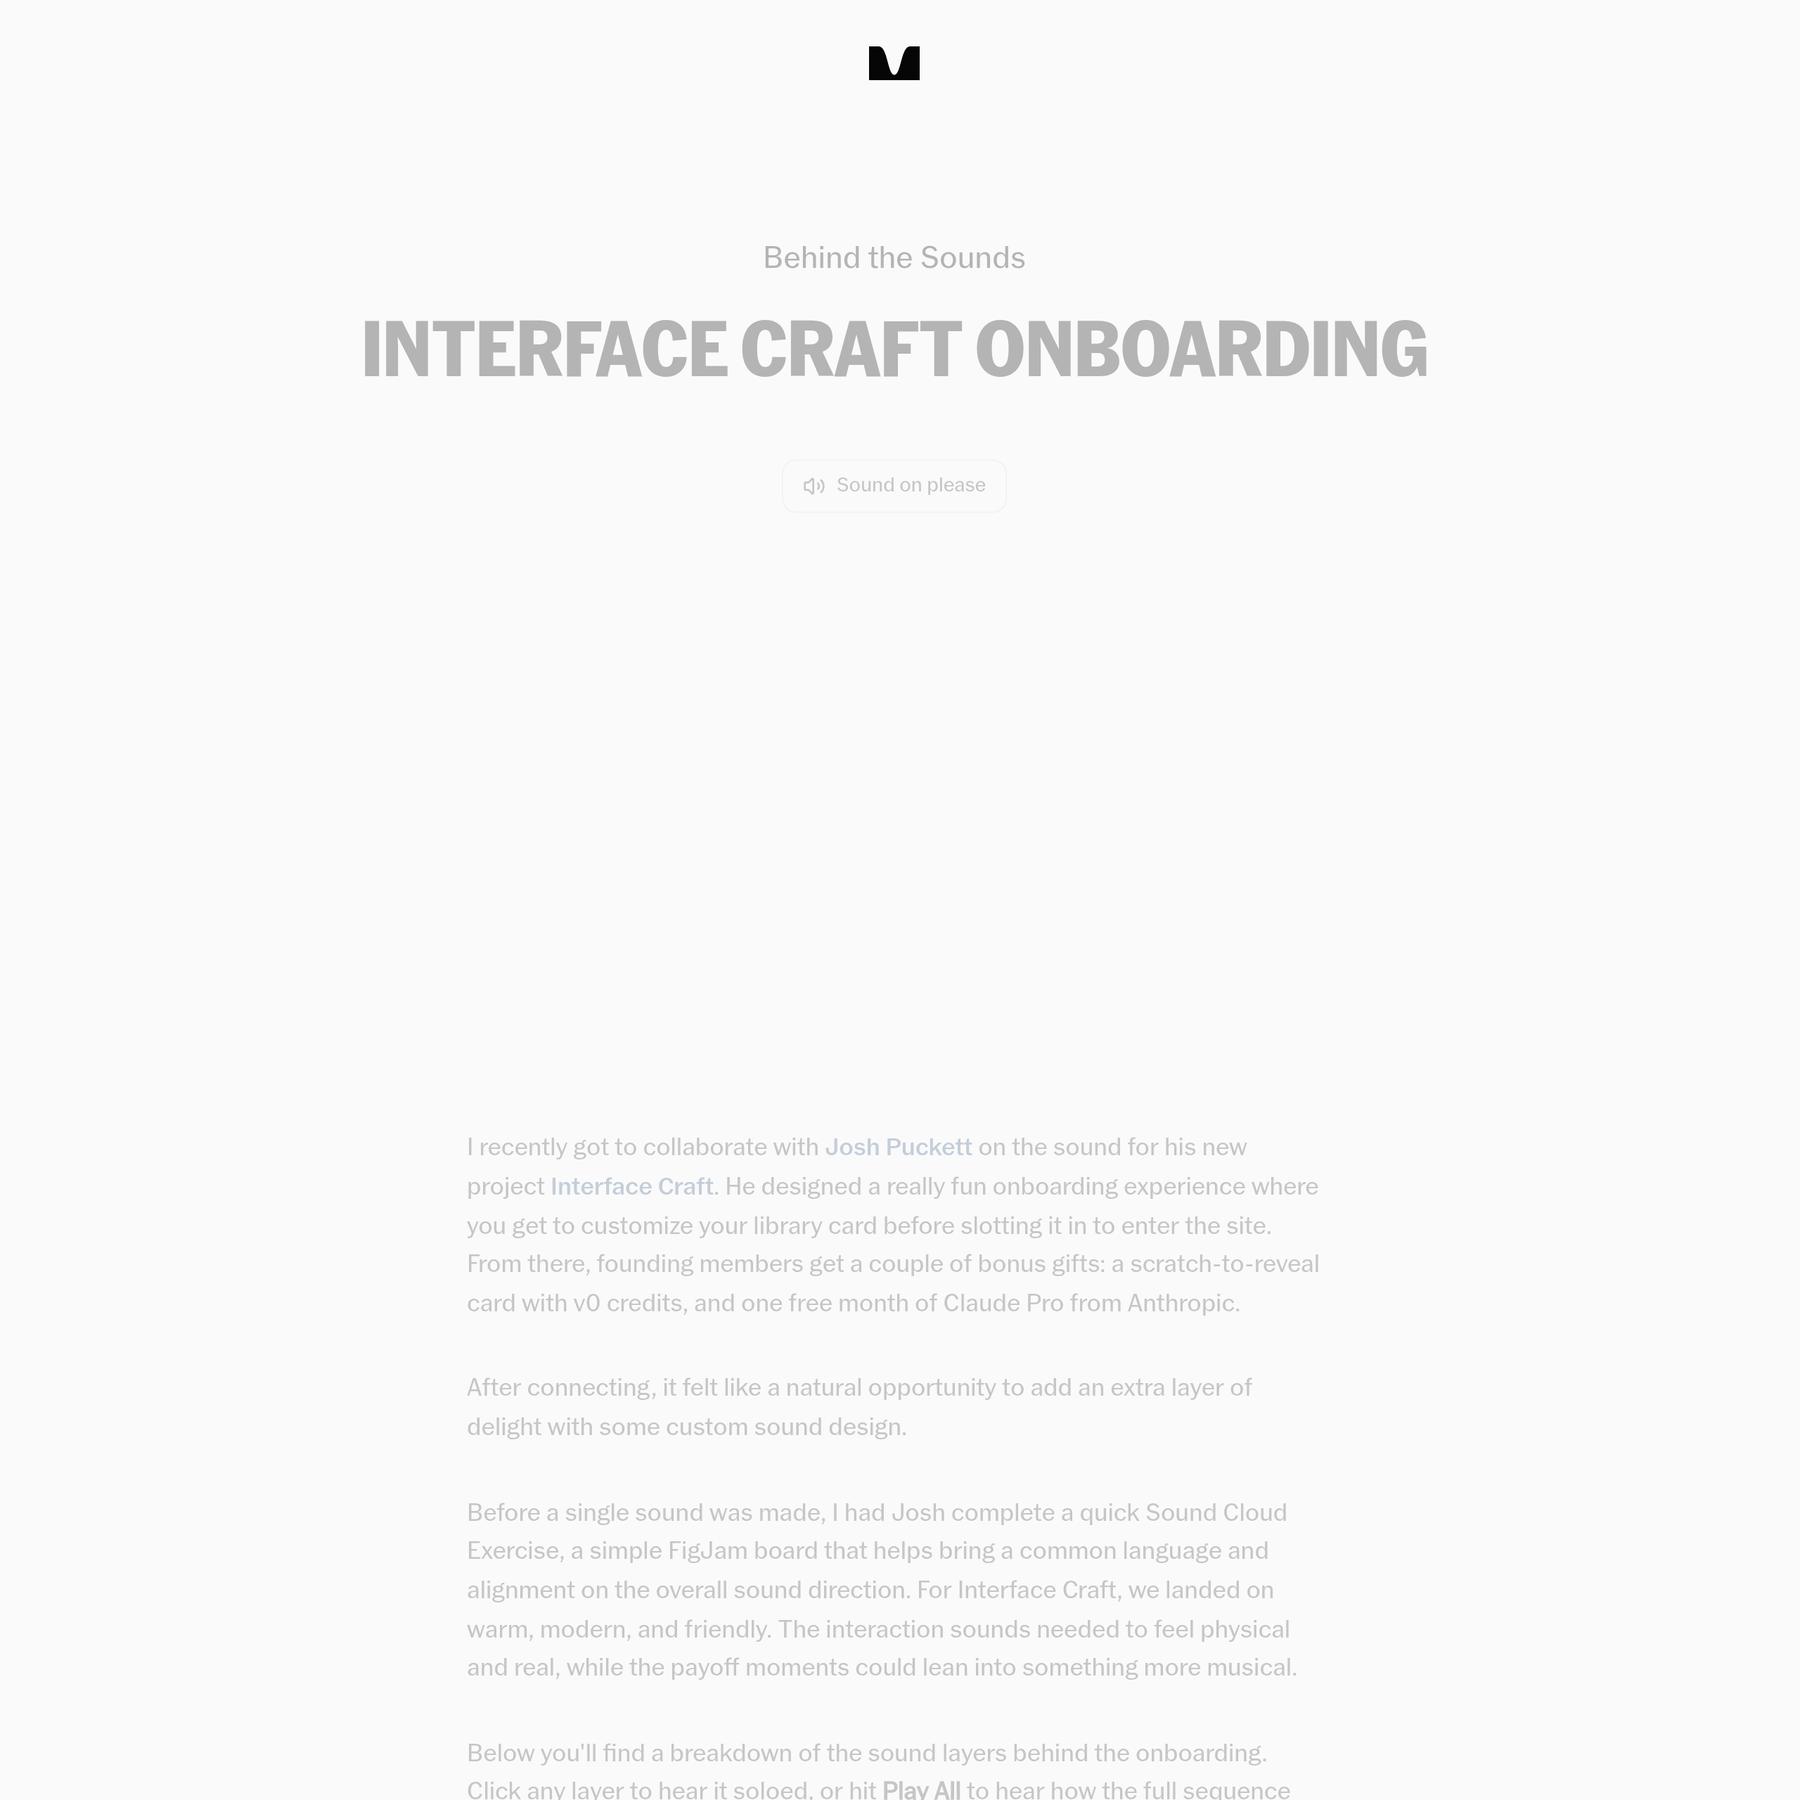 Behind the Sounds
INTERFACE CRAFT ONBOARDING
Sound on please
I recently got to collaborate with Josh Puckett on the sound for his new
project Interface Craft. He designed a really fun onboarding experience where
you get to customize your library card before slotting it in to enter the site.
From there, founding members get a couple of bonus gifts: a scratch-to-reveal
card with v0 credits, and one free month of Claude Pro from Anthropic.
After connecting, it felt like a natural opportunity to add an extra layer of
delight with some custom sound design.
Before a single sound was made, I had Josh complete a quick Sound Cloud
Exercise, a simple FigJam board that helps bring a common language and
alignment on the overall sound direction. For Interface Craft, we landed on
warm, modern, and friendly. The interaction sounds needed to feel physical
and real, while the payoff moments could lean into something more musical.
Below you'll find a breakdown of the sound layers behind the onboarding.
Click any layer to hear it soloed, or hit Play All to hear how the full sequence